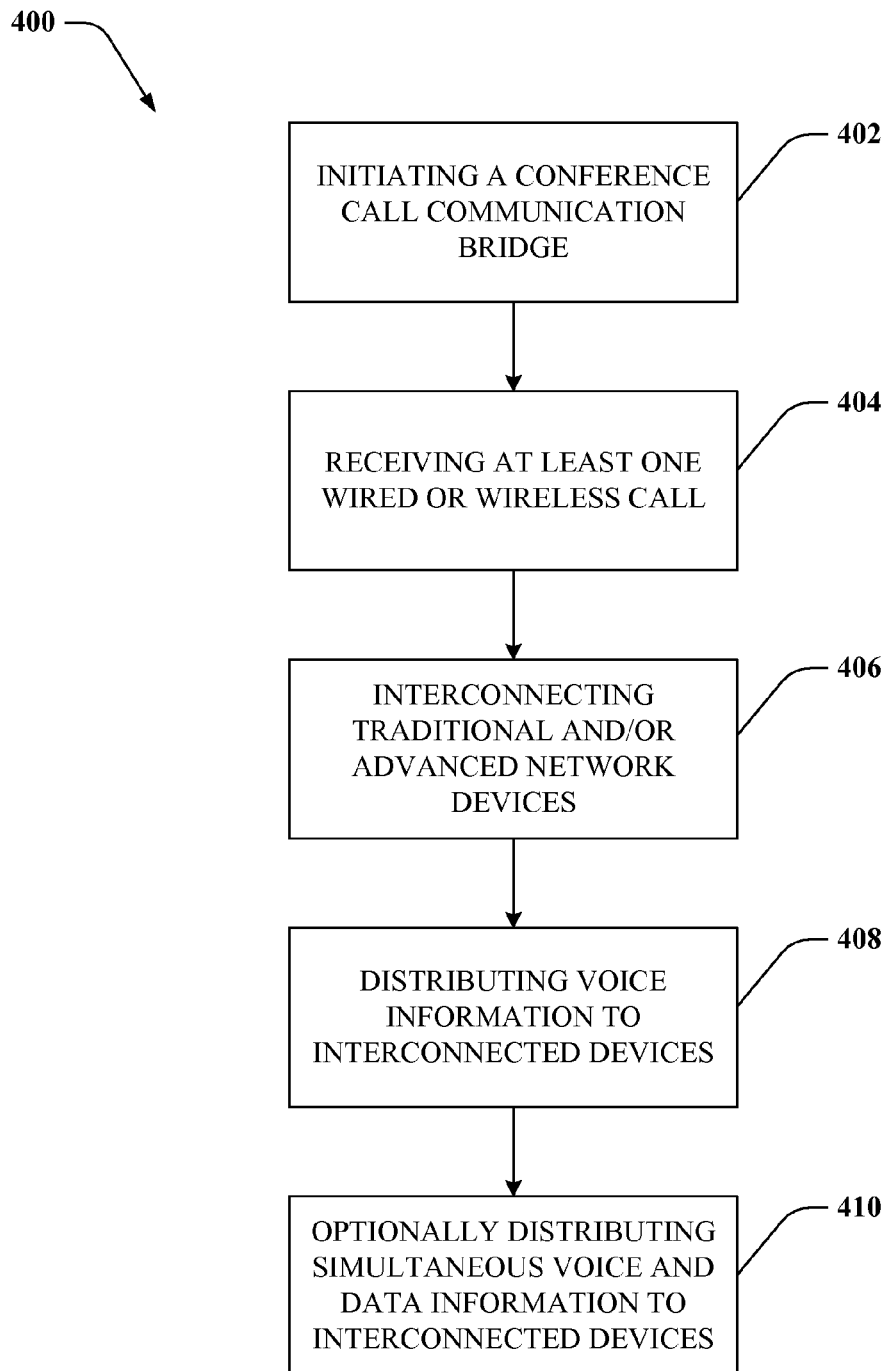 400
402
INITIATING A CONFERENCE
CALL COMMUNICATION
BRIDGE
404
RECEIVING AT LEAST ONE
WIRED OR WIRELESS CALL
406
INTERCONNECTING
TRADITIONAL AND/OR
ADVANCED NETWORK
DEVICES
408
DISTRIBUTING VOICE
INFORMATION TO
INTERCONNECTED DEVICES
410
OPTIONALLY DISTRIBUTING
SIMULTANEOUS VOICE AND
DATA INFORMATION TO
INTERCONNECTED DEVICES